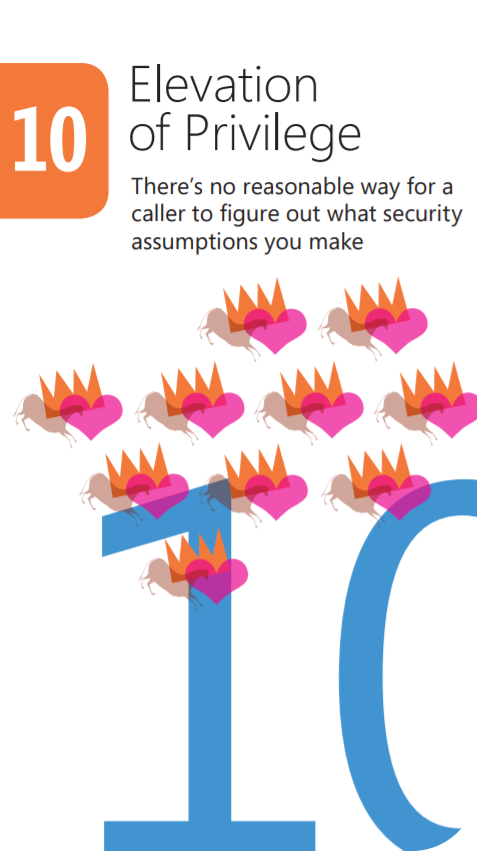 10
Elevation
of Privilege
There's no reasonable way for a
caller to figure out what security
assumptions you make
10